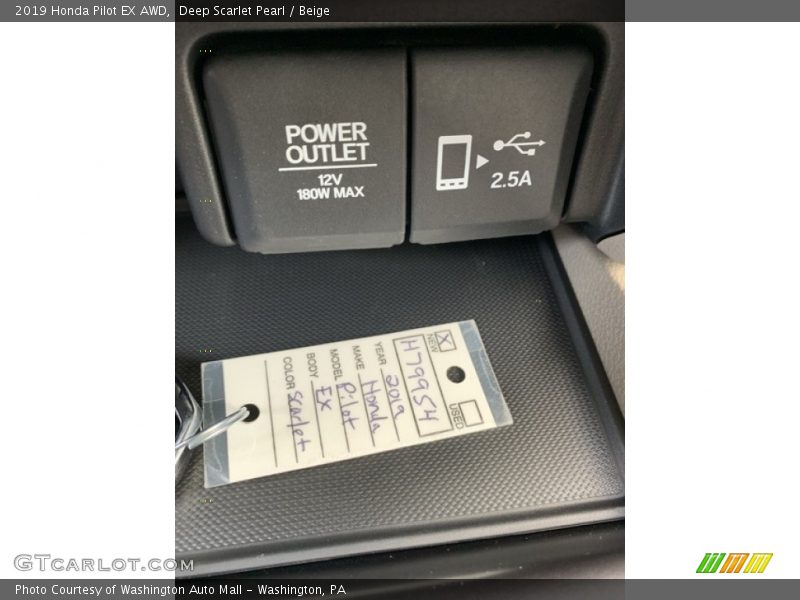 2019 Honda Pilot EX AWD, Deep Scarlet Pearl / Beige
POWER
OUTLET
12V
180W MAX
2.5A
X NEW USED
H79954
YEAR 2019
MAKE Honda
MODEL Pilot
BODY EX
COLOR Scarlet
GTCARLOT.COM
Photo Courtesy of Washington Auto Mall – Washington, PA